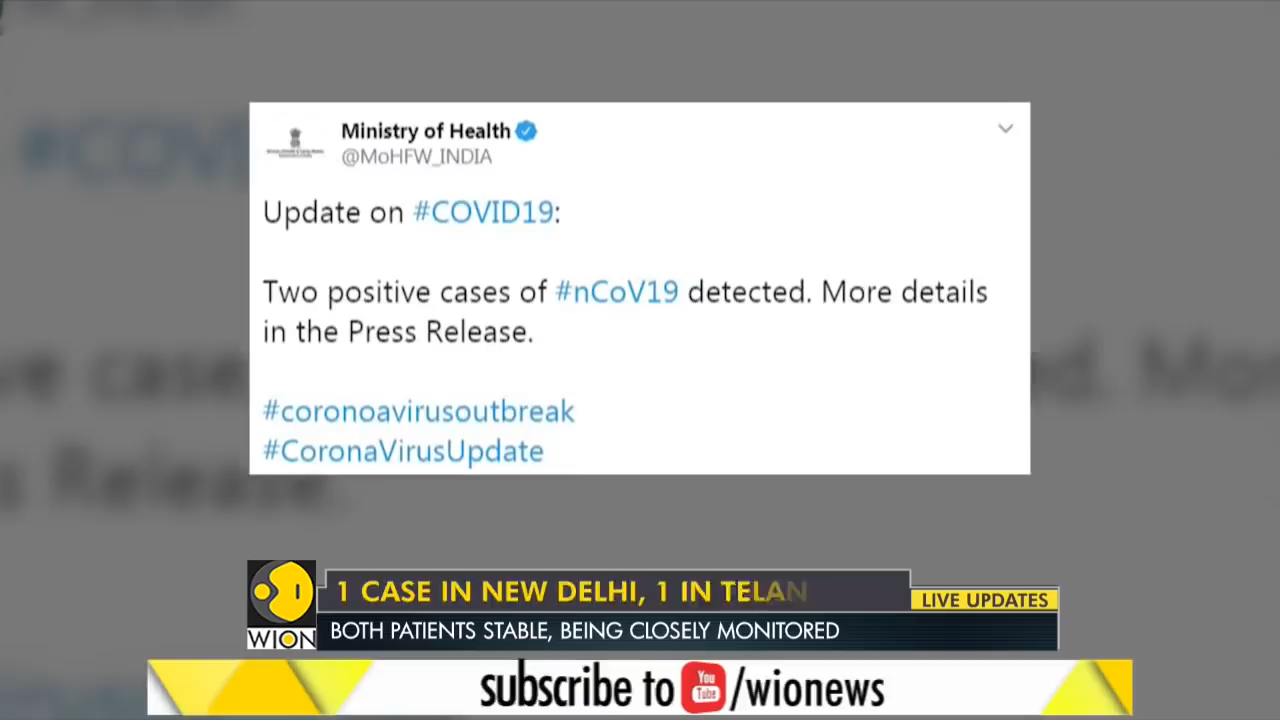 Ministry of Health
@MoHFW_INDIA
Update on #COVID19:
Two positive cases of #nCoV19 detected. More details
in the Press Release.
#coronoavirusoutbreak
#CoronaVirusUpdate
1 CASE IN NEW DELHI, 1 IN TELAN
LIVE UPDATES
WION
BOTH PATIENTS STABLE, BEING CLOSELY MONITORED
subscribe to You Tube /wionews